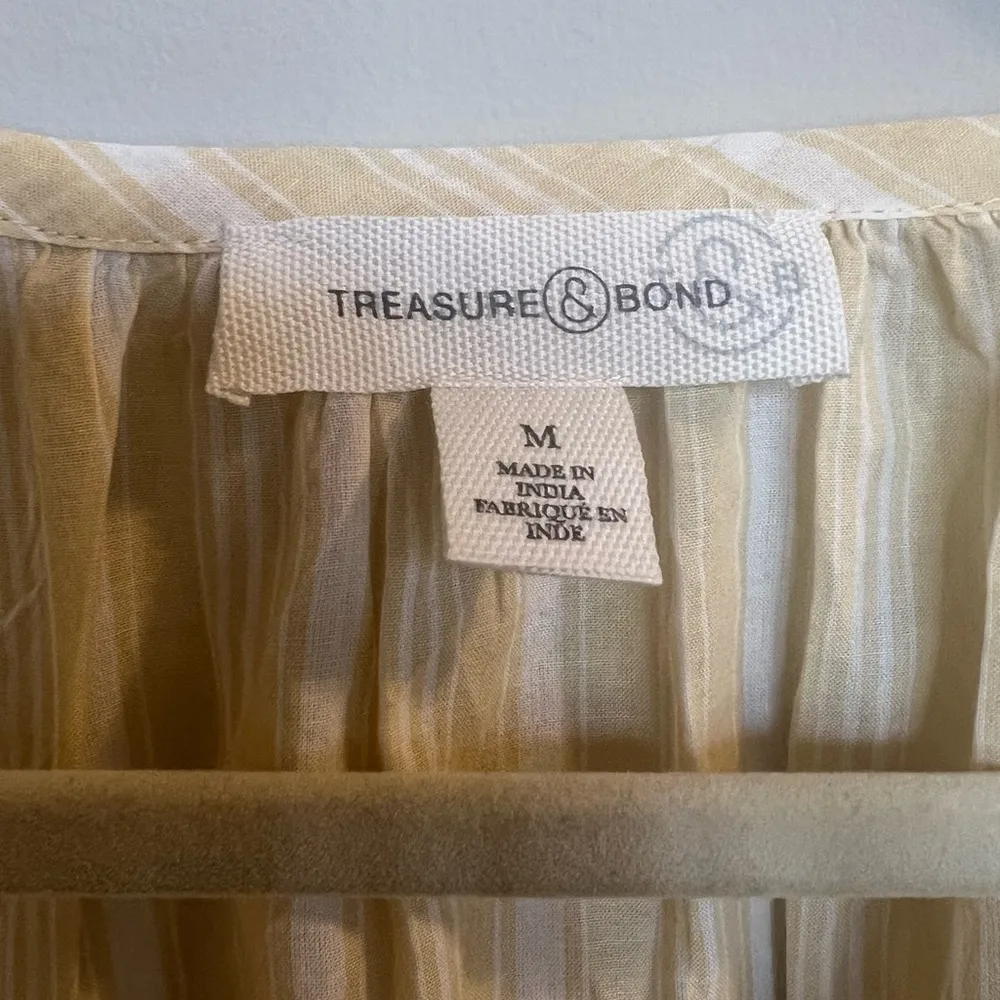 TREASURE & BOND
M
MADE IN
INDIA
FABRIQUÉ EN
INDE